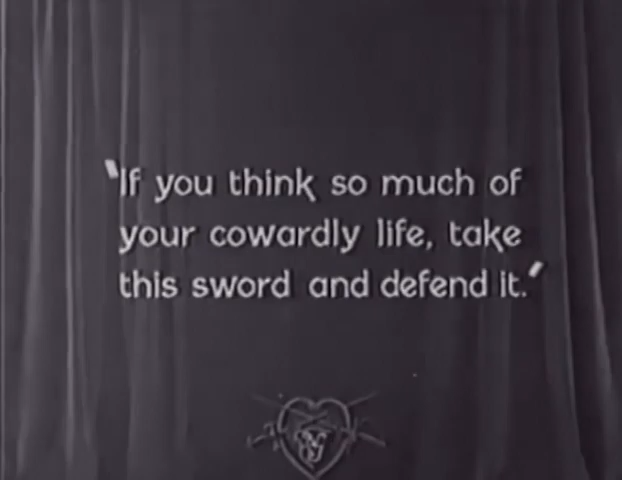 'If you think so much of
your cowardly life, take
this sword and defend it.'